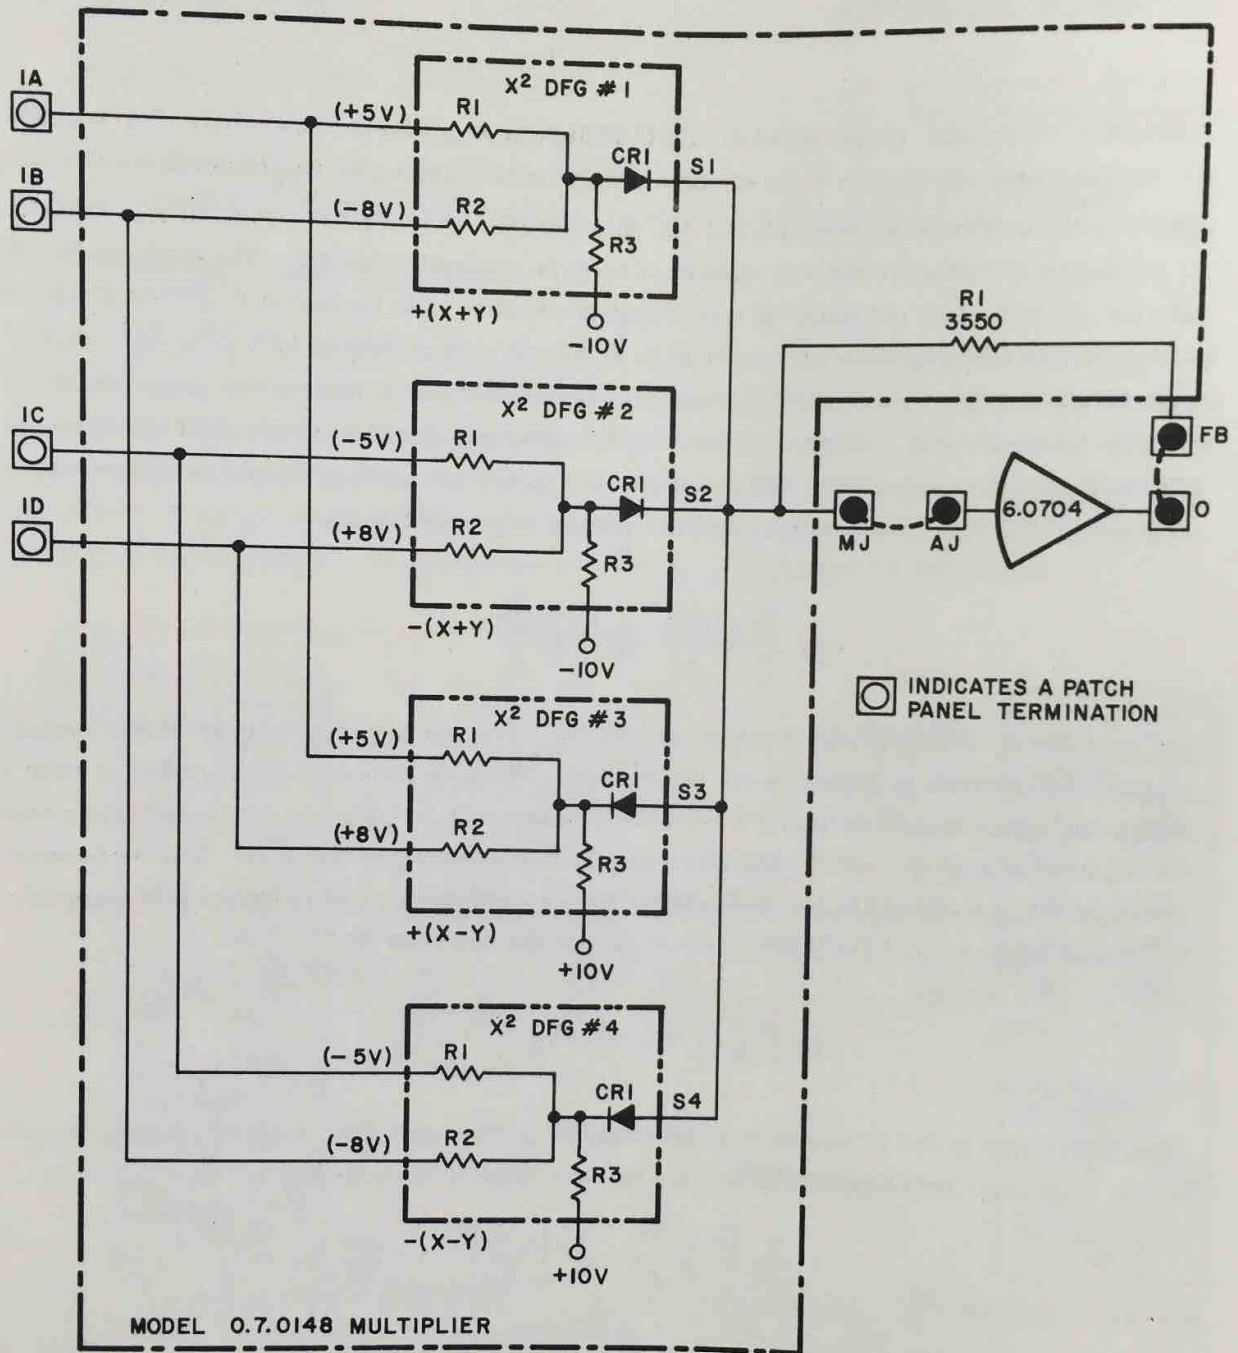 IA
IB
IC
ID
X² DFG #1
(+5V)
R1
(-8V)
R2
CR1
S1
R3
+(X+Y)
-10V
X² DFG #2
(-5V)
R1
(+8V)
R2
CR1
S2
R3
-(X+Y)
-10V
X² DFG #3
(+5V)
R1
(+8V)
R2
CR1
S3
R3
+(X-Y)
+10V
X² DFG #4
(-5V)
R1
(-8V)
R2
CR1
S4
R3
-(X-Y)
+10V
R1
3550
FB
MJ
AJ
6.0704
O
INDICATES A PATCH
PANEL TERMINATION
MODEL 0.7.0148 MULTIPLIER